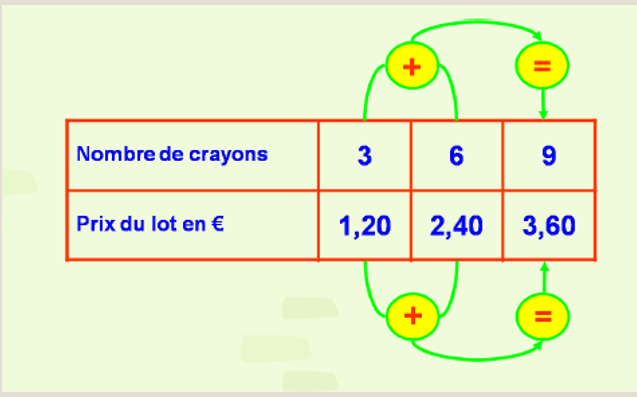 + =
Nombre de crayons 3 6 9
Prix du lot en € 1,20 2,40 3,60
+ =